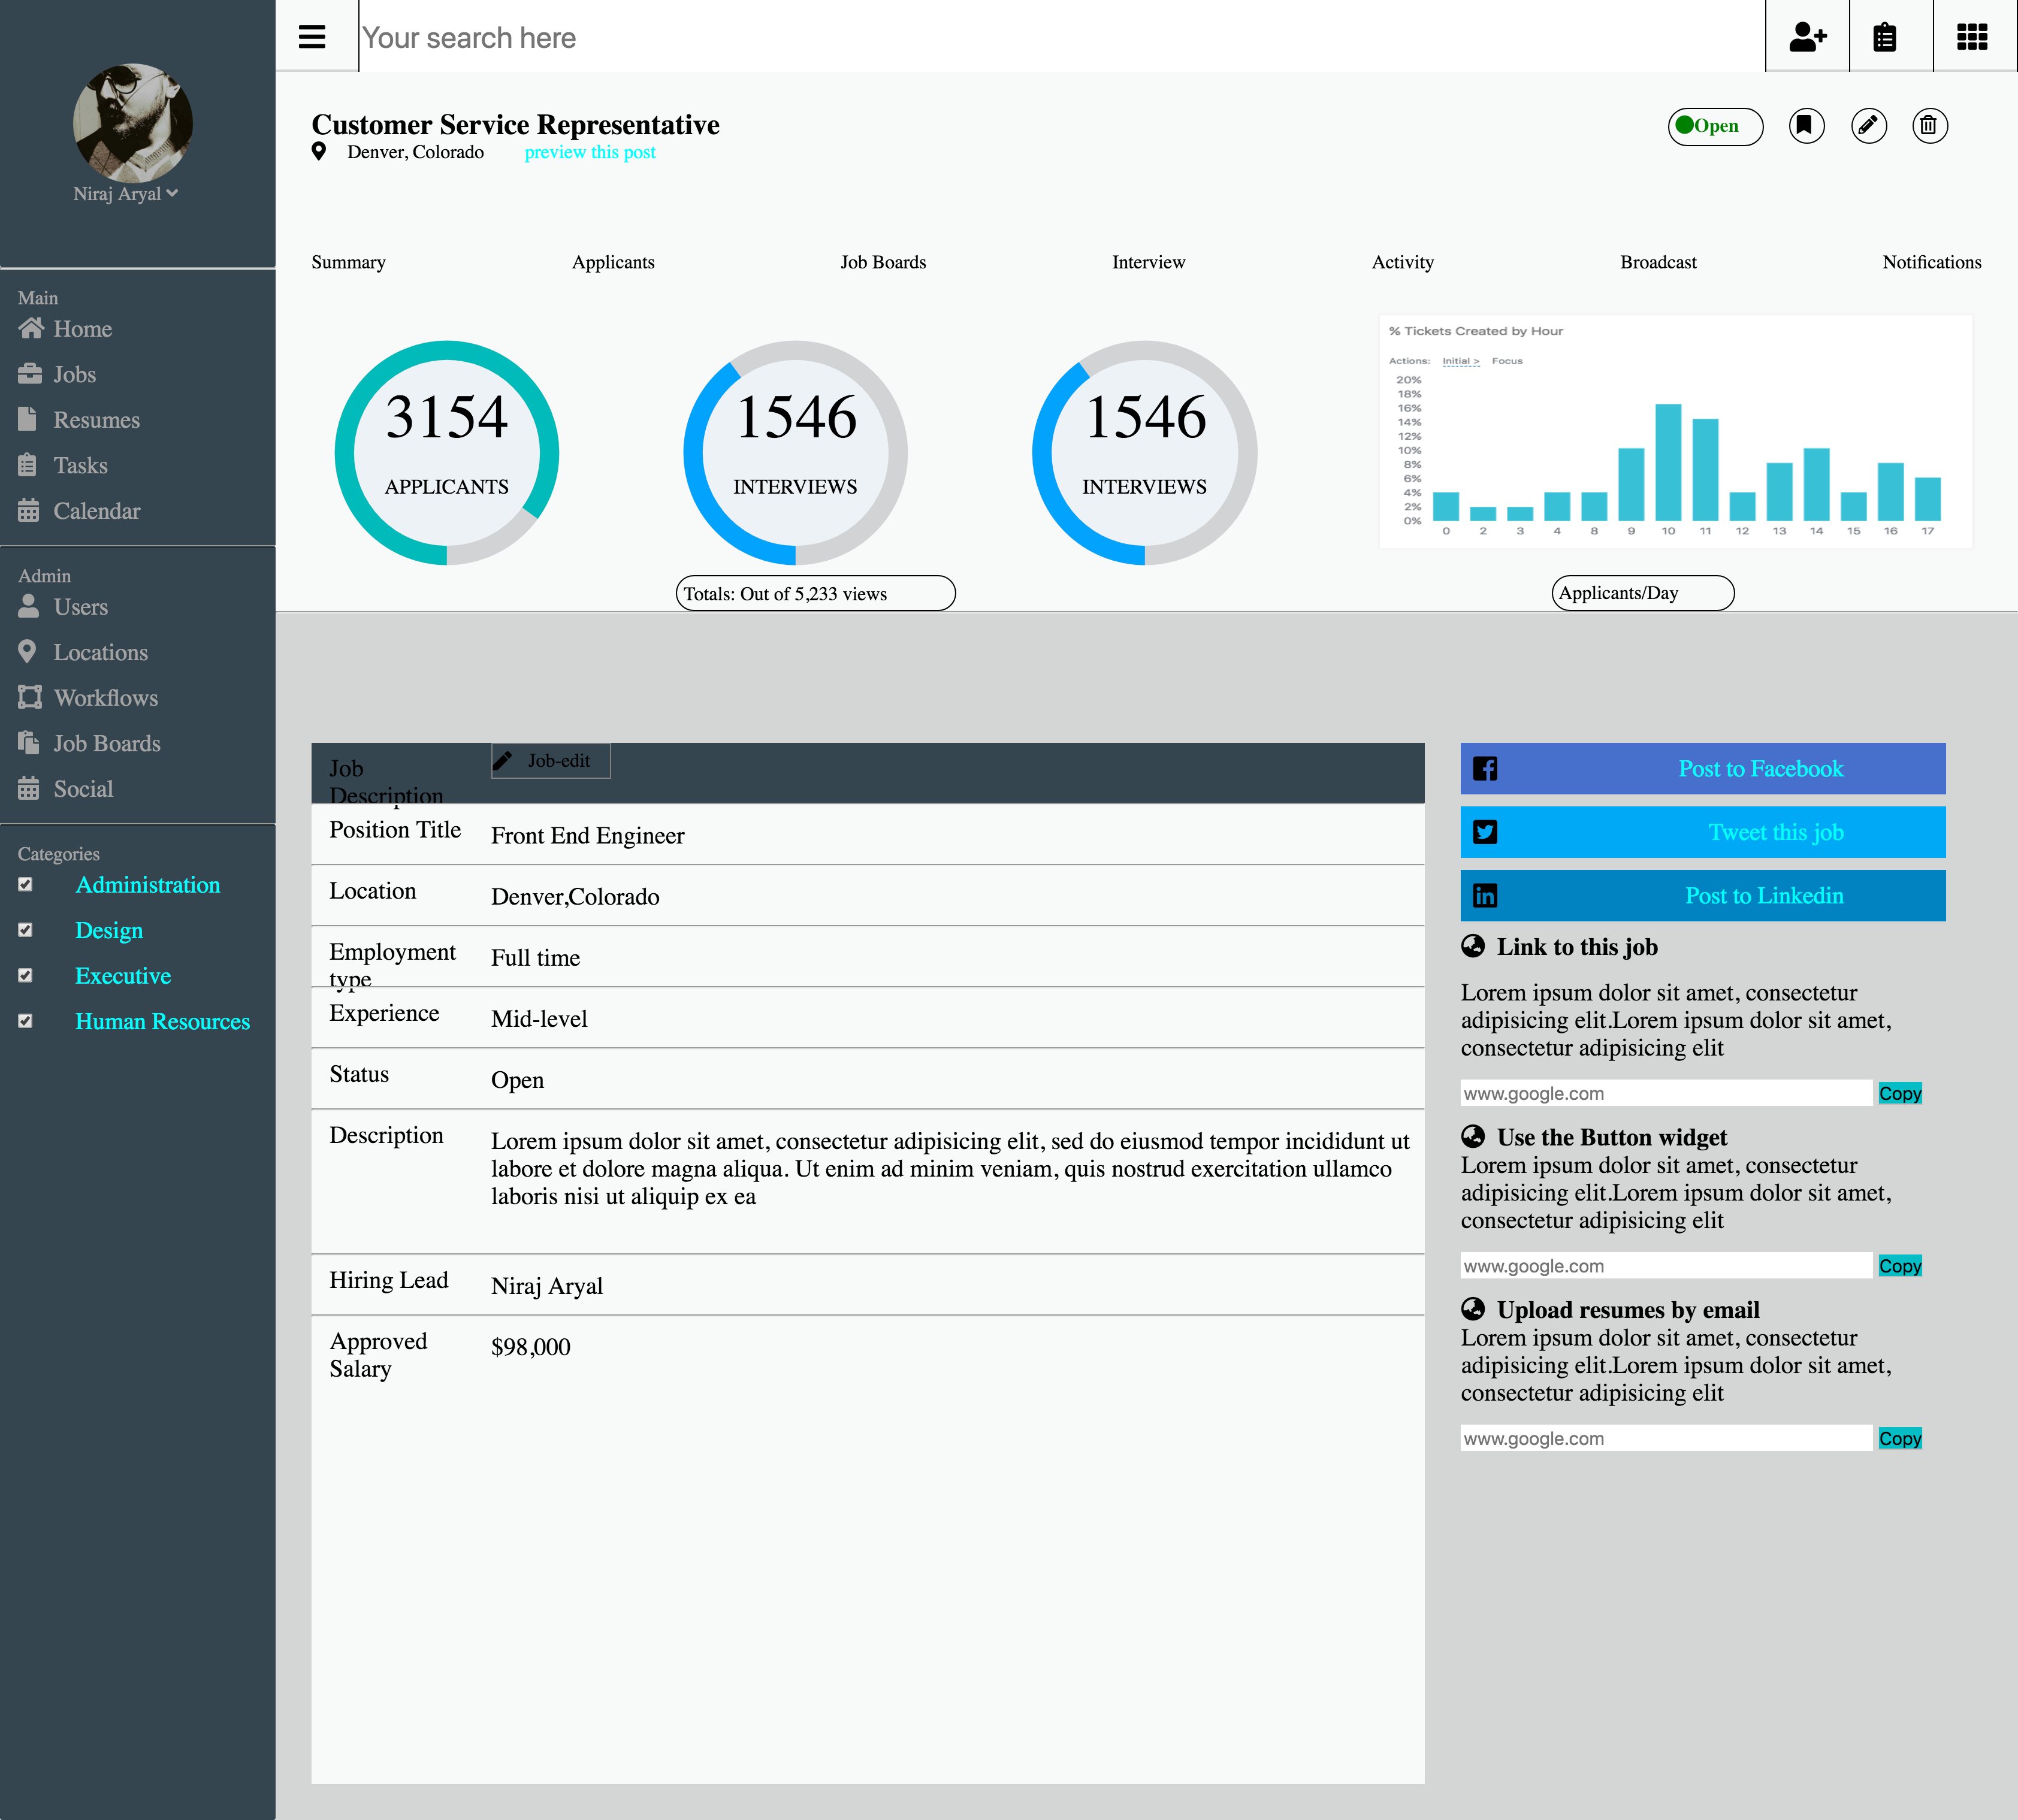 Your search here
Niraj Aryal
Main
Home
Jobs
Resumes
Tasks
Calendar
Admin
Users
Locations
Workflows
Job Boards
Social
Categories
Administration
Design
Executive
Human Resources
Customer Service Representative
Denver, Colorado preview this post
Open
Summary Applicants Job Boards Interview Activity Broadcast Notifications
3154
APPLICANTS
1546
INTERVIEWS
1546
INTERVIEWS
Totals: Out of 5,233 views
% Tickets Created by Hour
Actions: Initial > Focus
20%
18%
16%
14%
12%
10%
8%
6%
4%
2%
0%
0 2 3 4 8 9 10 11 12 13 14 15 16 17
Applicants/Day
Job
Description
Job-edit
Position Title
Front End Engineer
Location
Denver,Colorado
Employment
type
Full time
Experience
Mid-level
Status
Open
Description
Lorem ipsum dolor sit amet, consectetur adipisicing elit, sed do eiusmod tempor incididunt ut
labore et dolore magna aliqua. Ut enim ad minim veniam, quis nostrud exercitation ullamco
laboris nisi ut aliquip ex ea
Hiring Lead
Niraj Aryal
Approved
Salary
$98,000
Post to Facebook
Tweet this job
Post to Linkedin
Link to this job
Lorem ipsum dolor sit amet, consectetur
adipisicing elit.Lorem ipsum dolor sit amet,
consectetur adipisicing elit
www.google.com Copy
Use the Button widget
Lorem ipsum dolor sit amet, consectetur
adipisicing elit.Lorem ipsum dolor sit amet,
consectetur adipisicing elit
www.google.com Copy
Upload resumes by email
Lorem ipsum dolor sit amet, consectetur
adipisicing elit.Lorem ipsum dolor sit amet,
consectetur adipisicing elit
www.google.com Copy